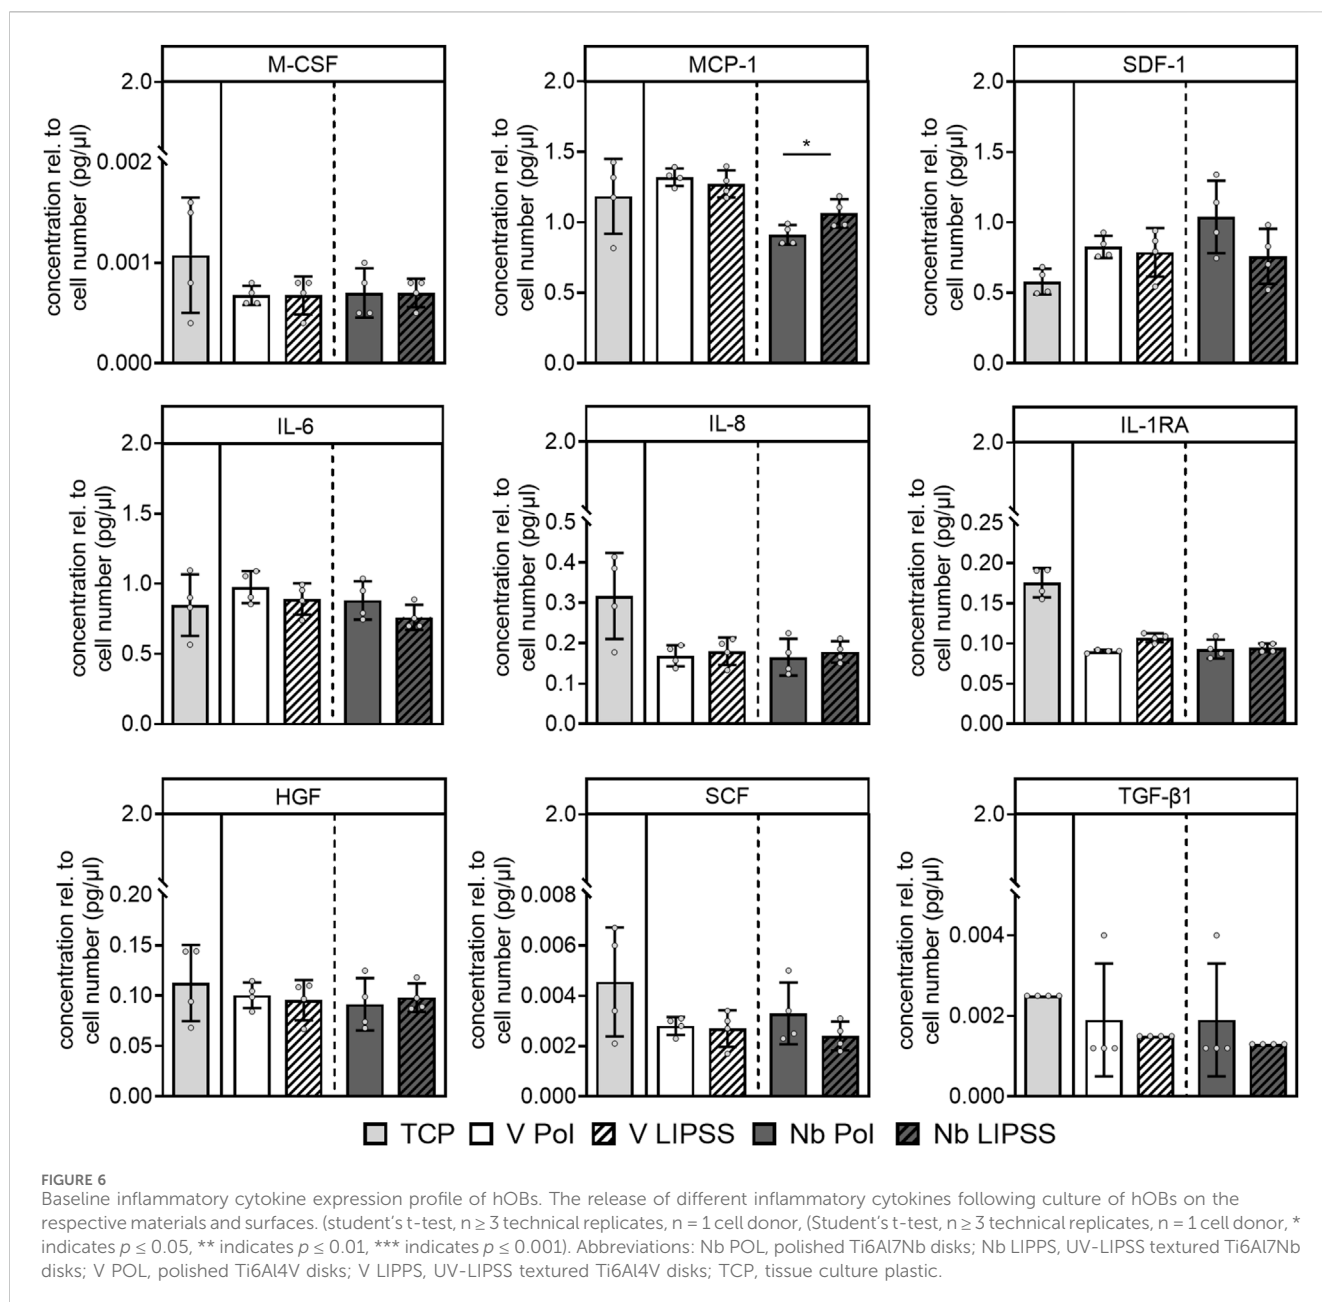 M-CSF
concentration rel. to
cell number (pg/µl)
2.0
0.002
0.001
0.000
MCP-1
concentration rel. to
cell number (pg/µl)
2.0
1.5
1.0
0.5
0.0
*
SDF-1
concentration rel. to
cell number (pg/µl)
2.0
1.5
1.0
0.5
0.0
IL-6
concentration rel. to
cell number (pg/µl)
2.0
1.5
1.0
0.5
0.0
IL-8
concentration rel. to
cell number (pg/µl)
2.0
0.5
0.4
0.3
0.2
0.1
0.0
IL-1RA
concentration rel. to
cell number (pg/µl)
2.0
0.25
0.20
0.15
0.10
0.05
0.00
HGF
concentration rel. to
cell number (pg/µl)
2.0
0.20
0.15
0.10
0.05
0.00
SCF
concentration rel. to
cell number (pg/µl)
2.0
0.008
0.006
0.004
0.002
0.000
TGF-β1
concentration rel. to
cell number (pg/µl)
2.0
0.004
0.002
0.000
TCP V Pol V LIPSS Nb Pol Nb LIPSS
FIGURE 6
Baseline inflammatory cytokine expression profile of hOBs. The release of different inflammatory cytokines following culture of hOBs on the
respective materials and surfaces. (student's t-test, n ≥ 3 technical replicates, n = 1 cell donor, (Student's t-test, n ≥ 3 technical replicates, n = 1 cell donor, *
indicates p ≤ 0.05, ** indicates p ≤ 0.01, *** indicates p ≤ 0.001). Abbreviations: Nb POL, polished Ti6Al7Nb disks; Nb LIPPS, UV-LIPSS textured Ti6Al7Nb
disks; V POL, polished Ti6Al4V disks; V LIPPS, UV-LIPSS textured Ti6Al4V disks; TCP, tissue culture plastic.